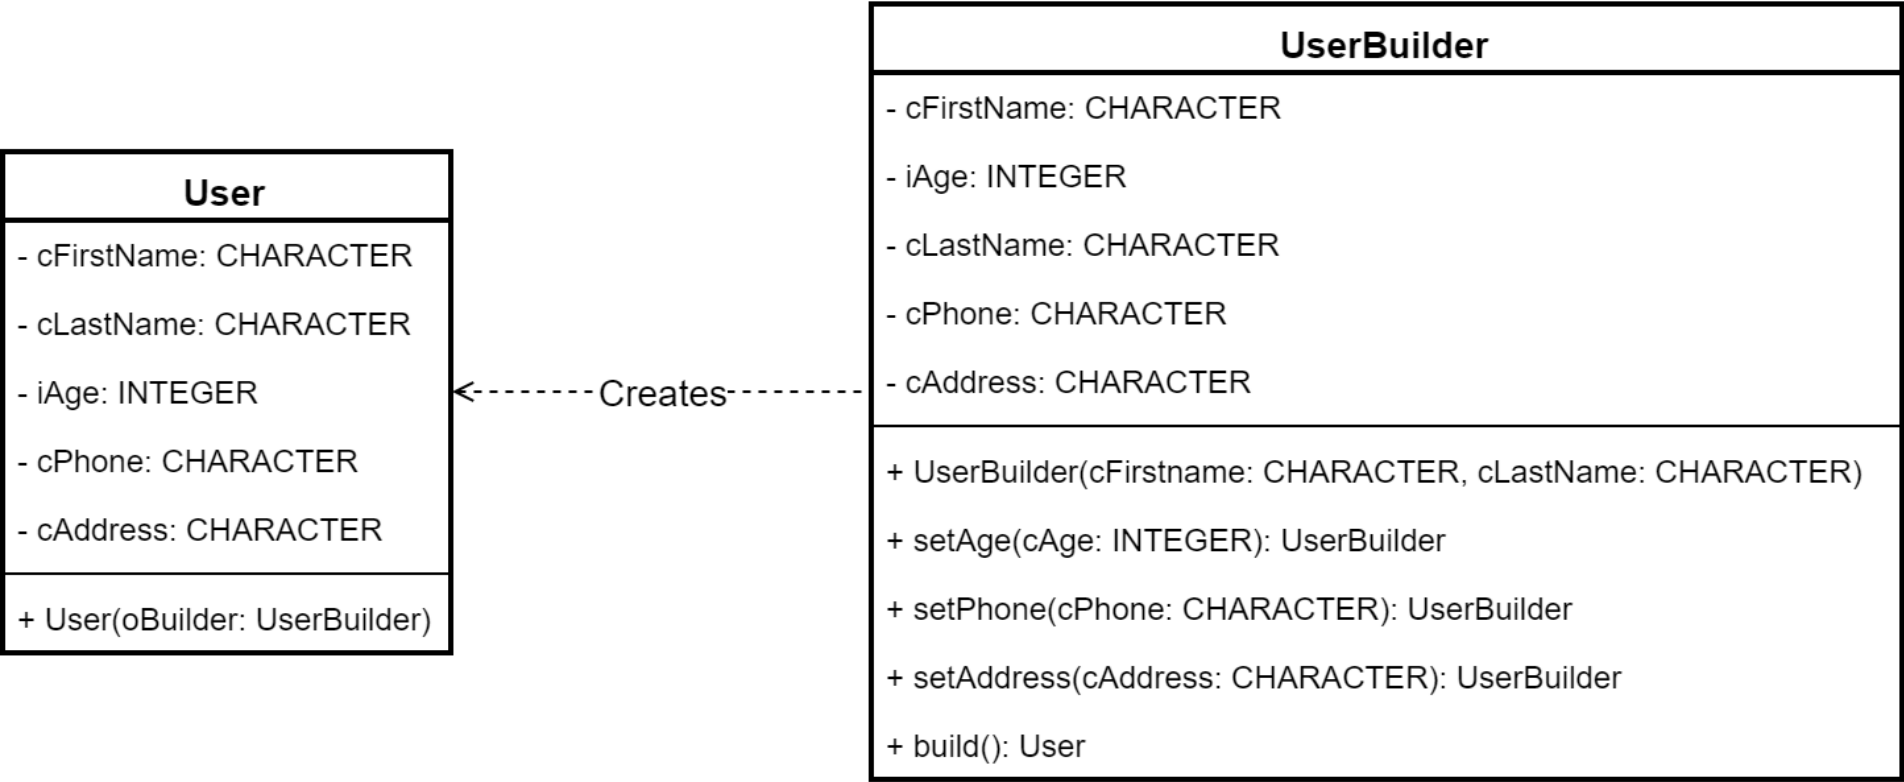 User
- cFirstName: CHARACTER
- cLastName: CHARACTER
- iAge: INTEGER
- cPhone: CHARACTER
- cAddress: CHARACTER
+ User(oBuilder: UserBuilder)
Creates
UserBuilder
- cFirstName: CHARACTER
- iAge: INTEGER
- cLastName: CHARACTER
- cPhone: CHARACTER
- cAddress: CHARACTER
+ UserBuilder(cFirstname: CHARACTER, cLastName: CHARACTER)
+ setAge(cAge: INTEGER): UserBuilder
+ setPhone(cPhone: CHARACTER): UserBuilder
+ setAddress(cAddress: CHARACTER): UserBuilder
+ build(): User